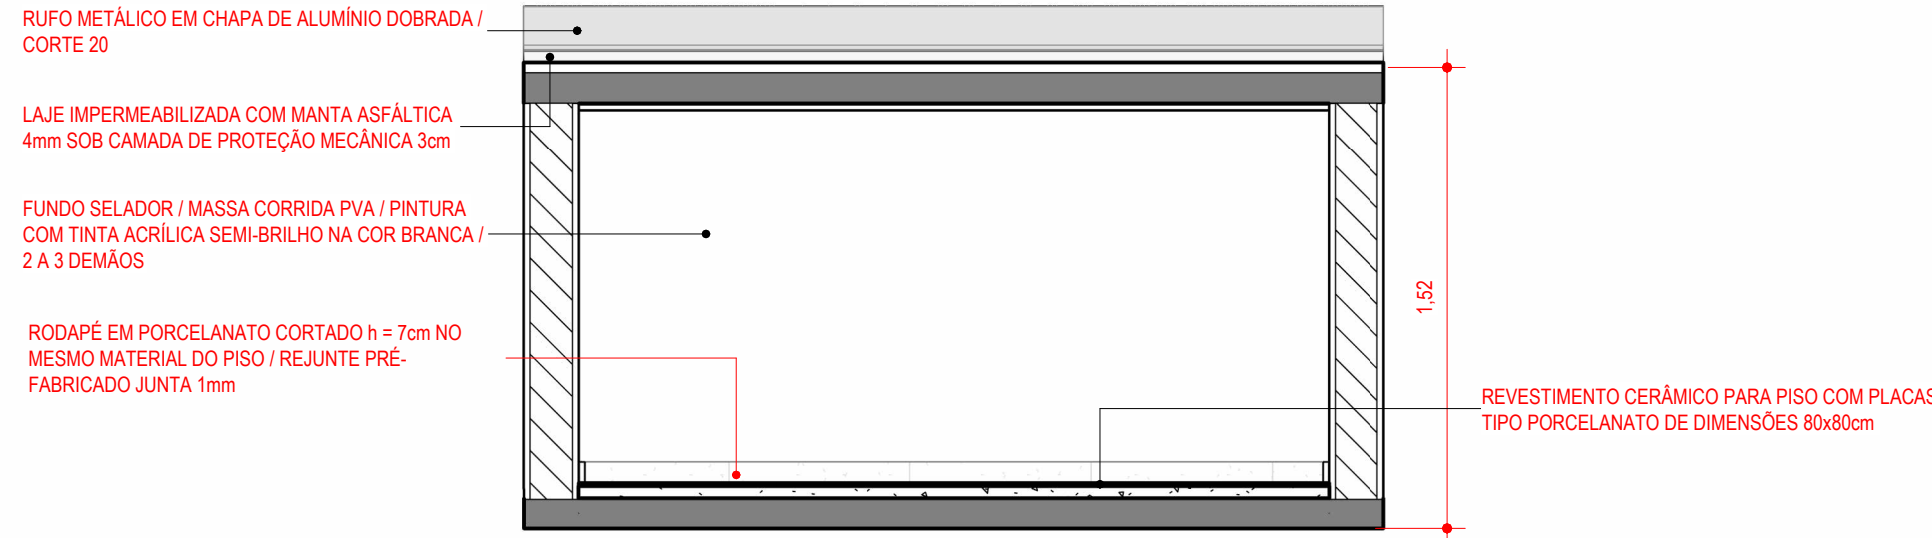 RUFO METÁLICO EM CHAPA DE ALUMÍNIO DOBRADA /
CORTE 20
LAJE IMPERMEABILIZADA COM MANTA ASFÁLTICA
4mm SOB CAMADA DE PROTEÇÃO MECÂNICA 3cm
FUNDO SELADOR / MASSA CORRIDA PVA / PINTURA
COM TINTA ACRÍLICA SEMI-BRILHO NA COR BRANCA /
2 A 3 DEMÃOS
RODAPÉ EM PORCELANATO CORTADO h = 7cm NO
MESMO MATERIAL DO PISO / REJUNTE PRÉ-
FABRICADO JUNTA 1mm
1,52
REVESTIMENTO CERÂMICO PARA PISO COM PLACAS
TIPO PORCELANATO DE DIMENSÕES 80x80cm